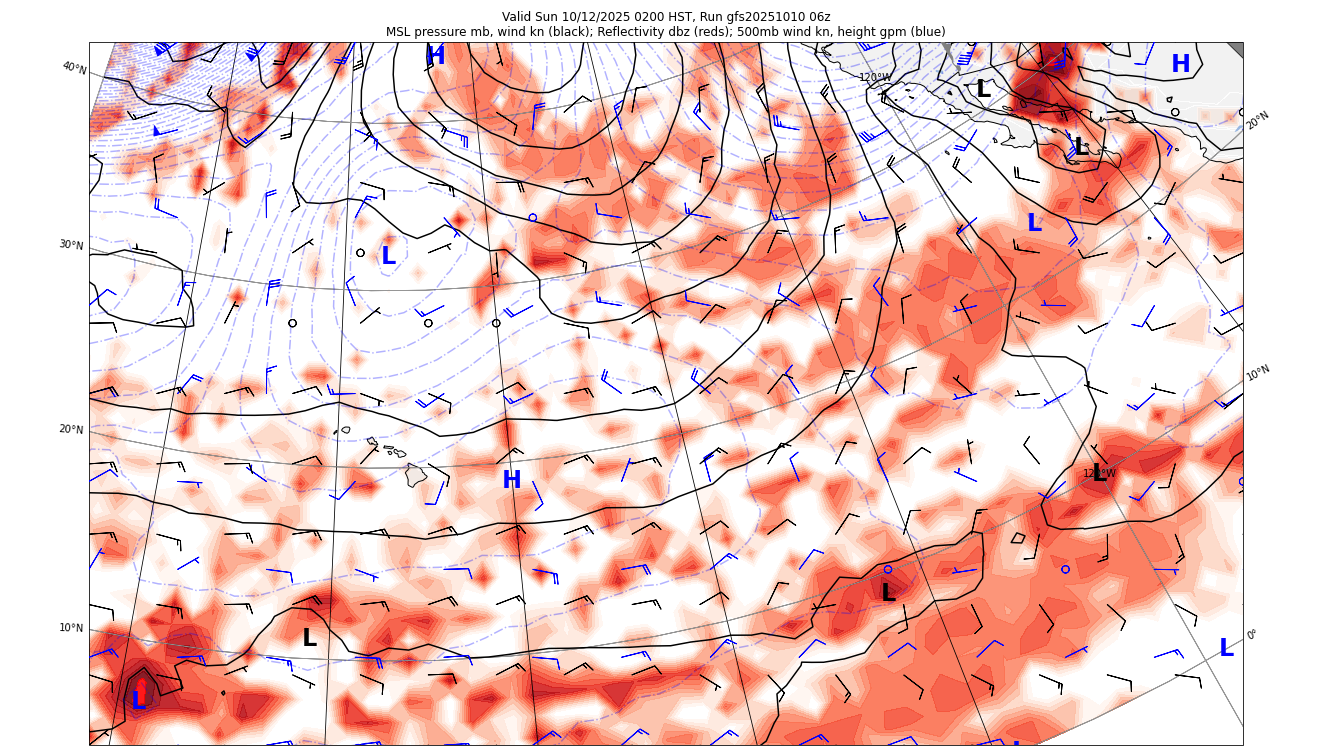 Valid Sun 10/12/2025 0200 HST, Run gfs20251010 06z
MSL pressure mb, wind kn (black); Reflectivity dbz (reds); 500mb wind kn, height gpm (blue)
H
H
40°N
120°W
L
20°N
L
L
30°N
L
10°N
20°N
L
120°W
H
L
10°N
L
0°
L
L